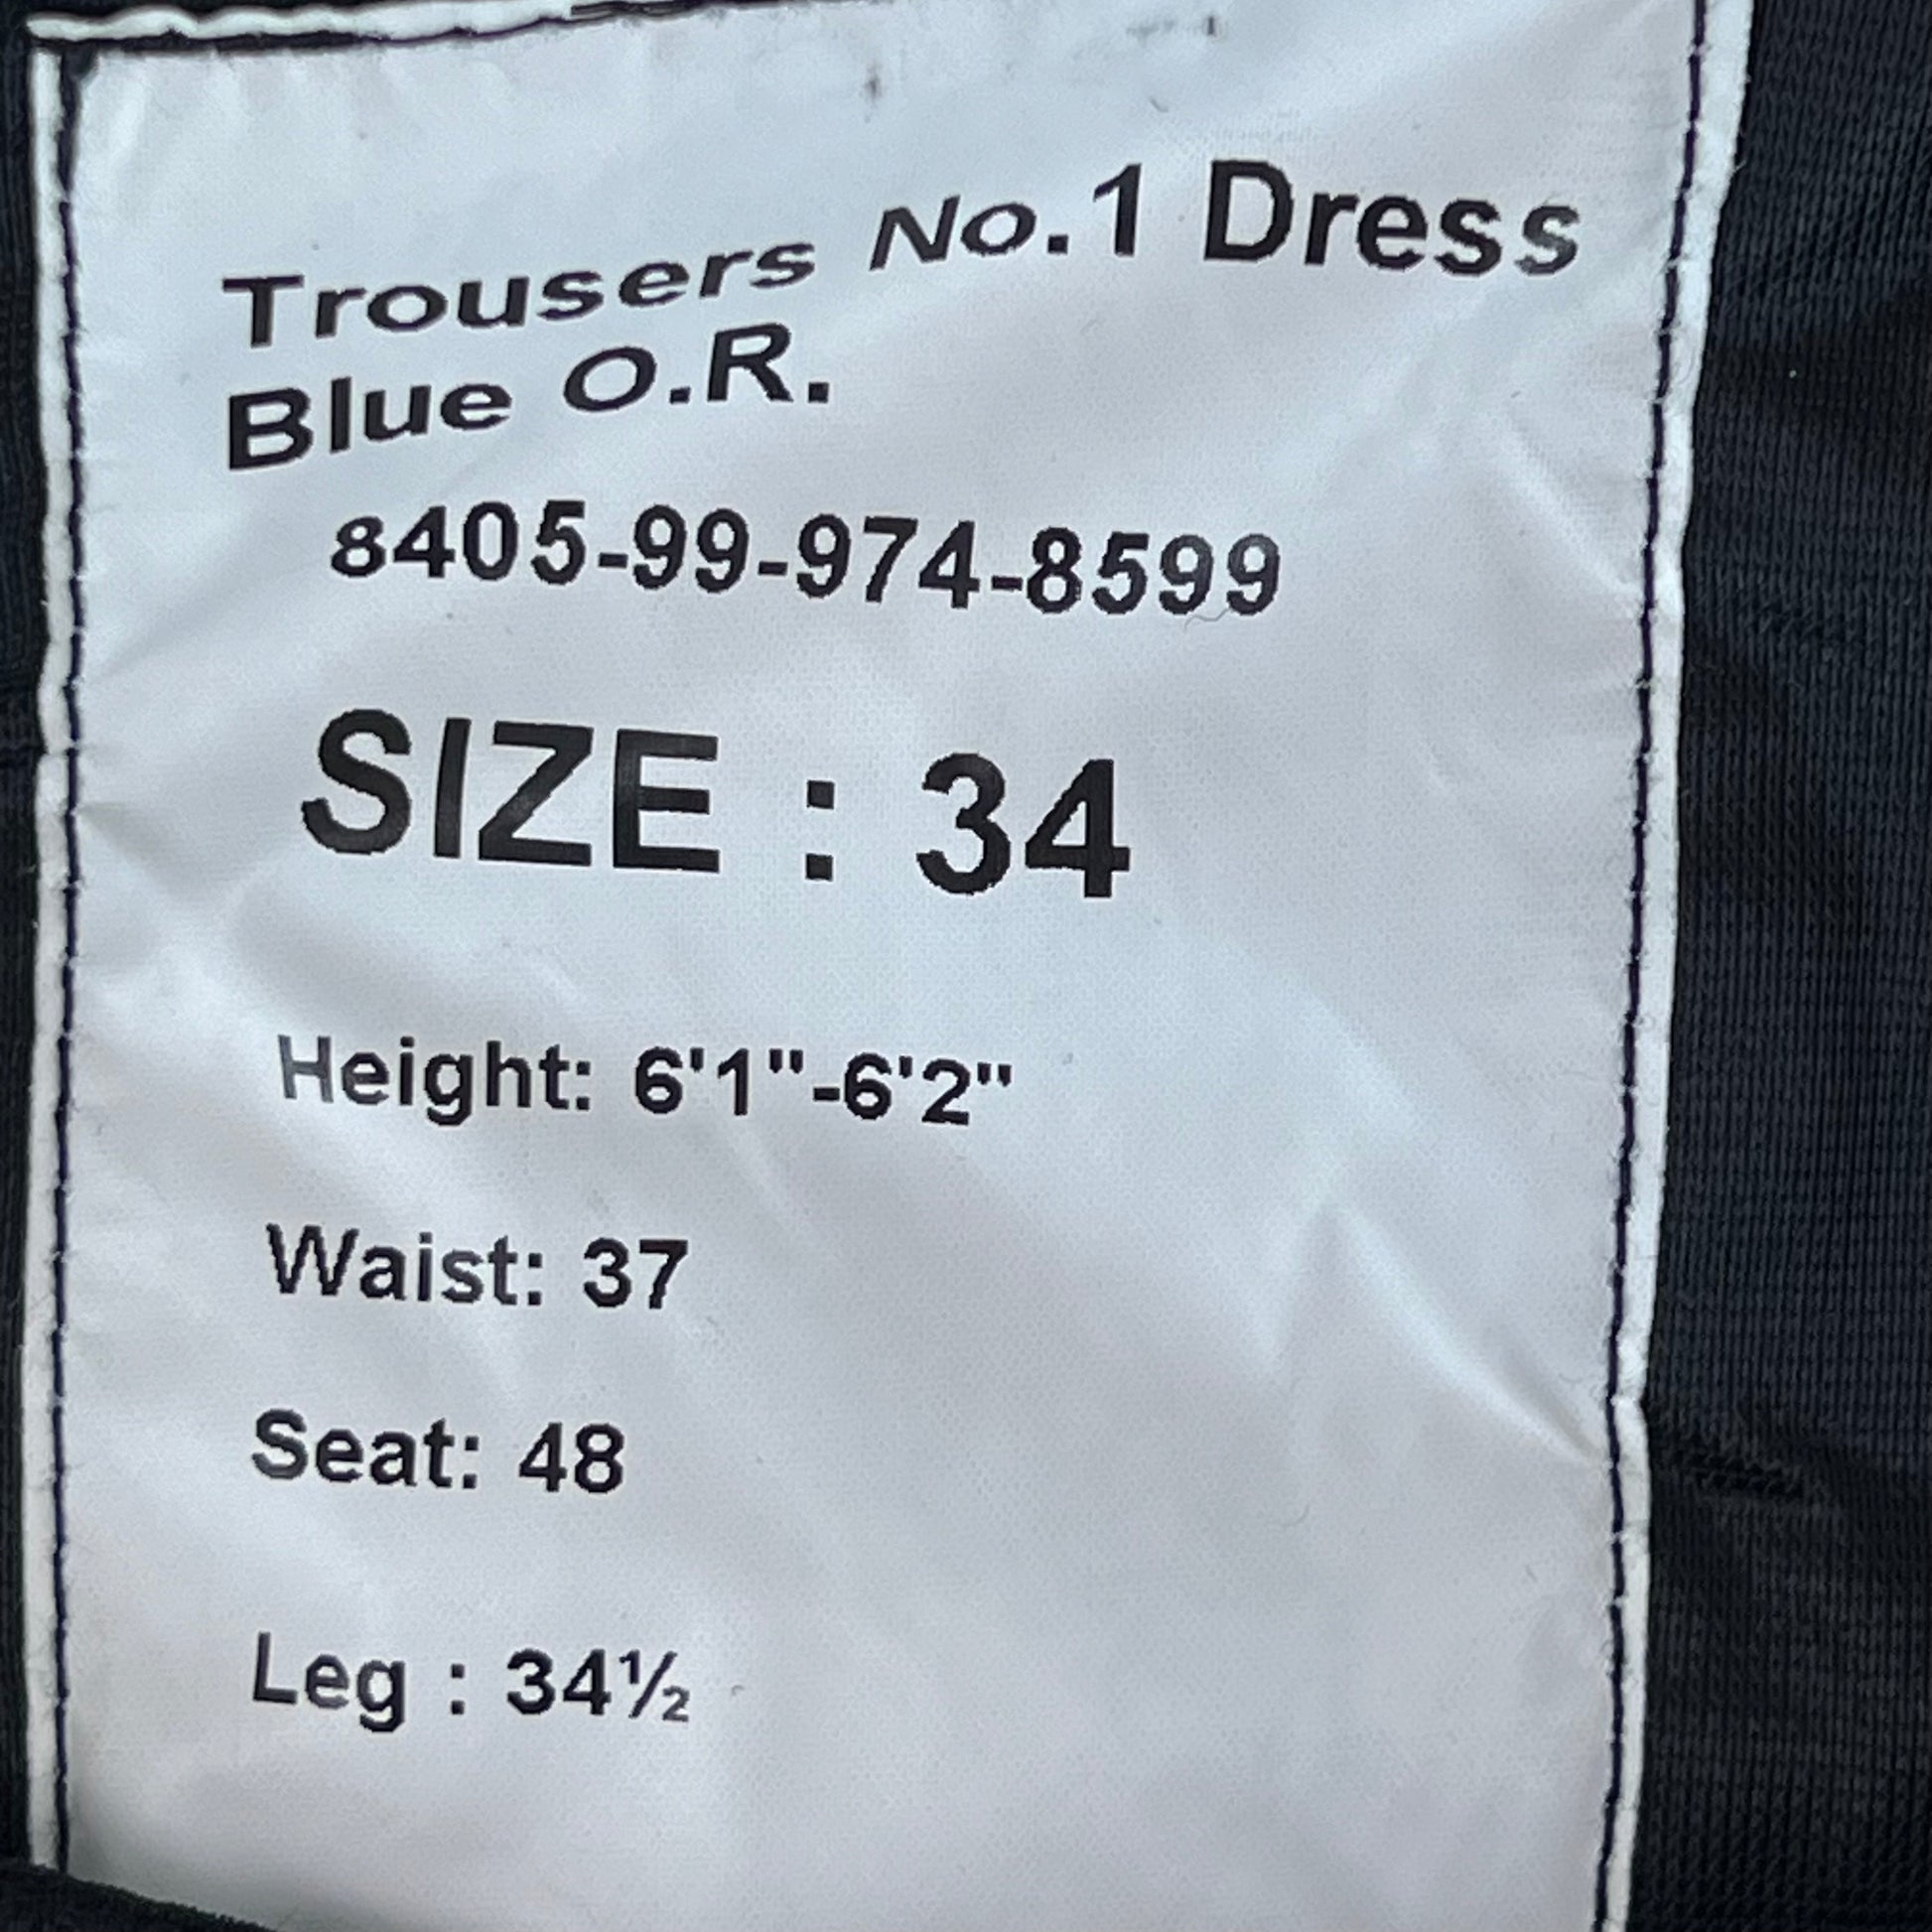 Trousers No.1 Dress
Blue O.R.
8405-99-974-8599
SIZE : 34
Height: 6'1"-6'2"
Waist: 37
Seat: 48
Leg : 34½